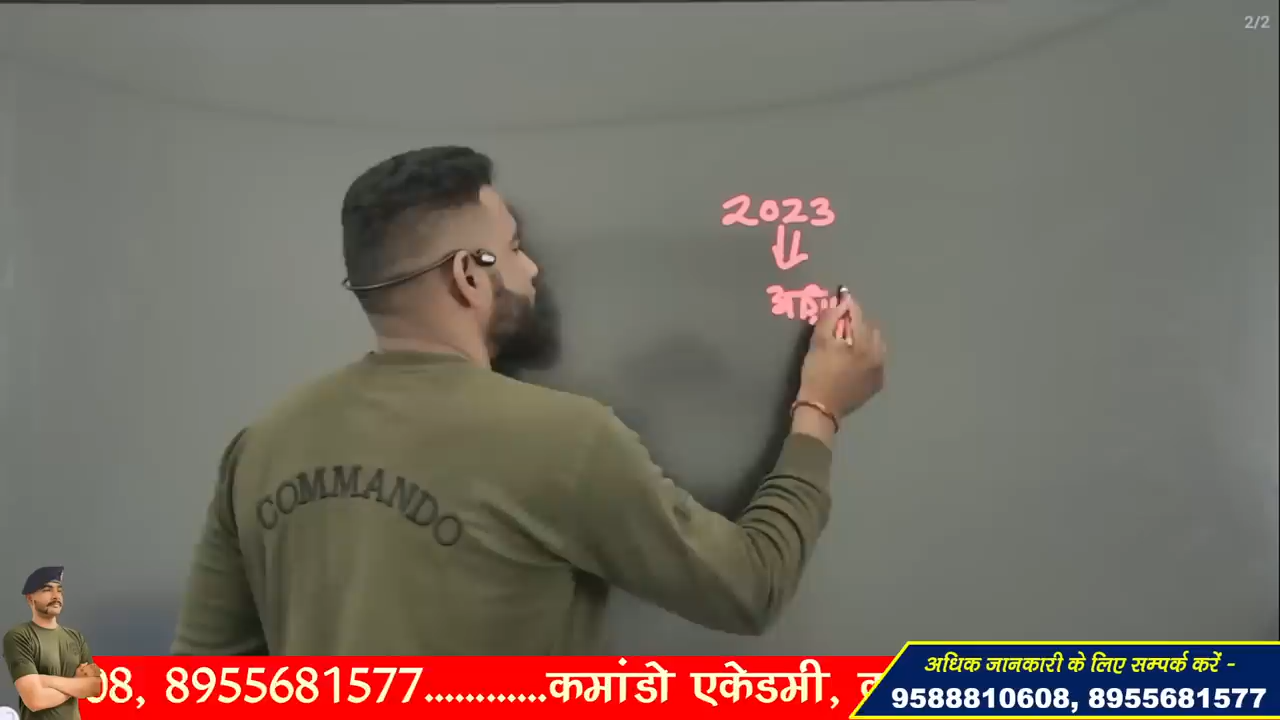 2/2
2023
COMMANDO
08, 8955681577............कमांडो एकेडमी,
अधिक जानकारी के लिए सम्पर्क करें -
9588810608, 8955681577